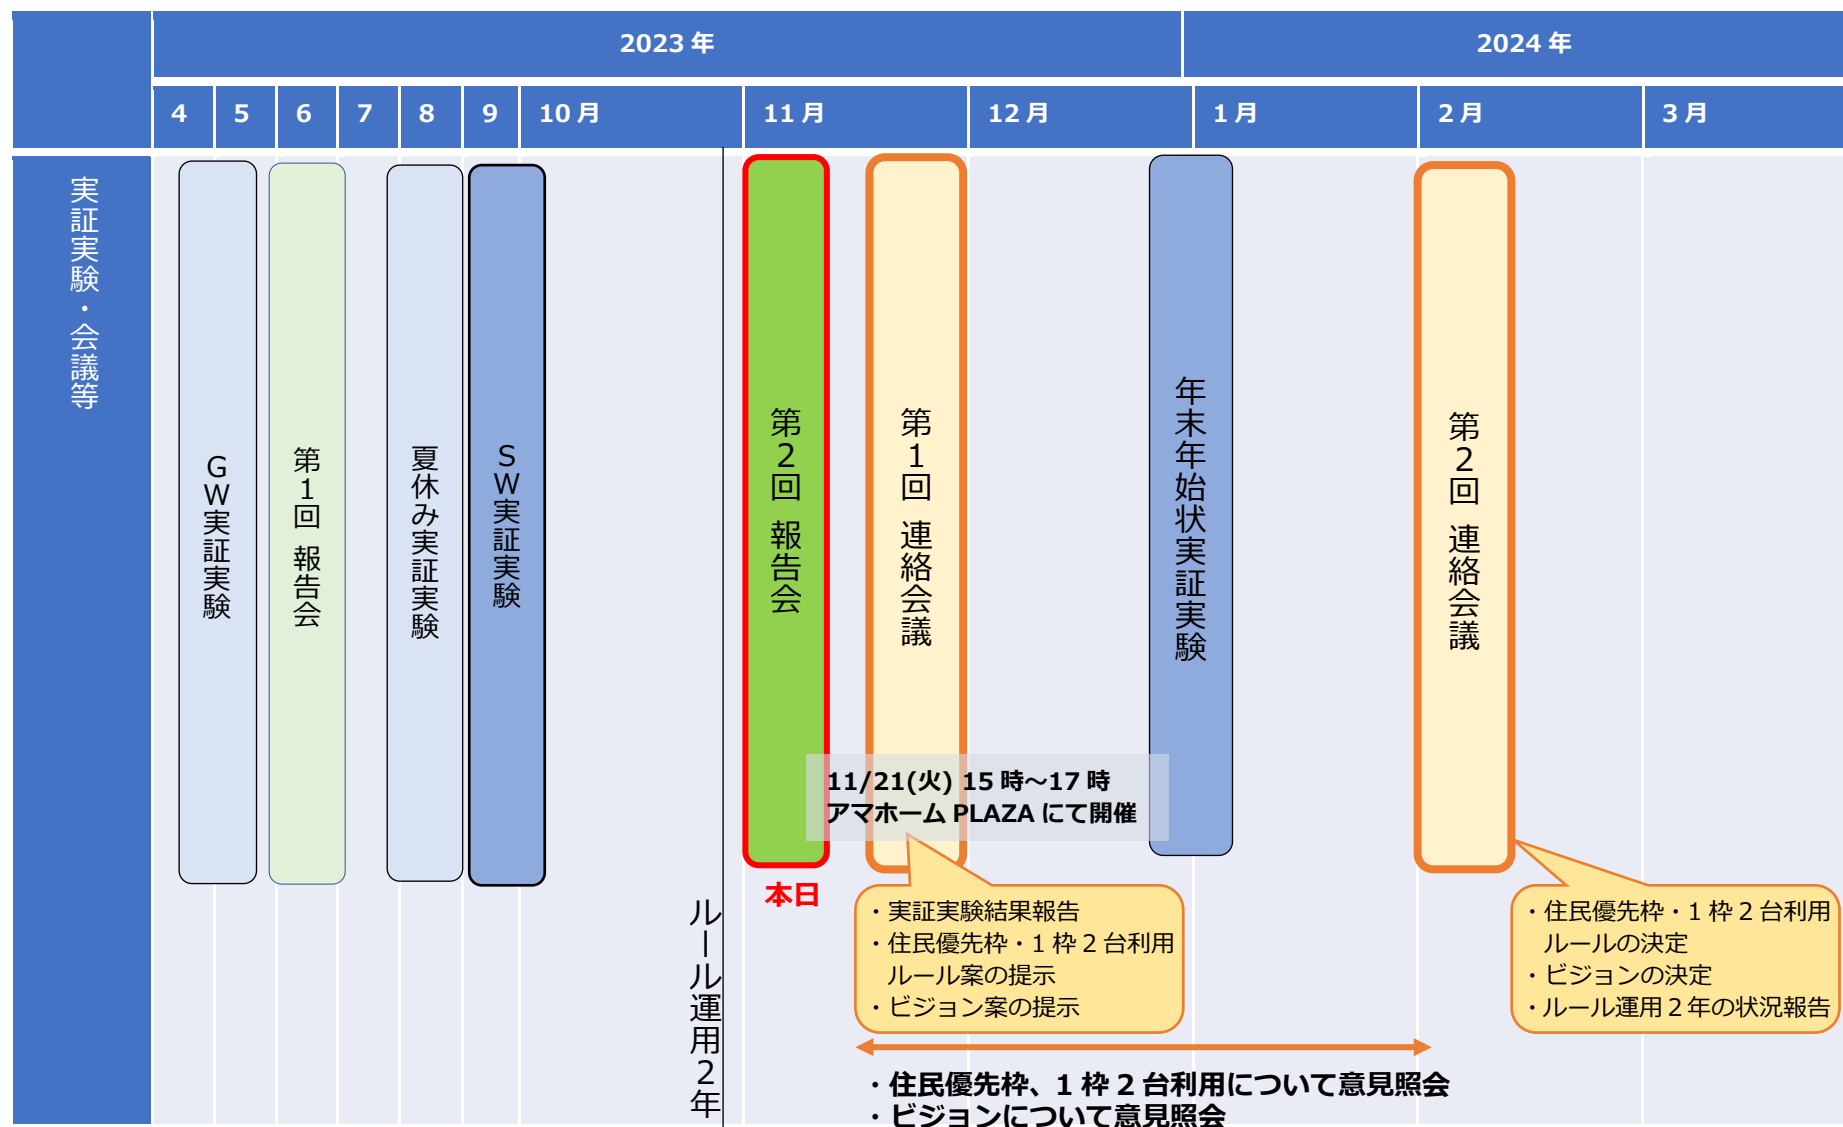 2023年
2024年
4
5
6
7
8
9
10月
11月
12月
1月
2月
3月
実証実験・会議等
GW実証実験
第1回 報告会
夏休み実証実験
SW実証実験
第2回 報告会
第1回 連絡会議
年末年始状実証実験
第2回 連絡会議
11/21(火) 15時～17時
アマホームPLAZAにて開催
本日
ルール運用2年
・実証実験結果報告
・住民優先枠・1枠2台利用
ルール案の提示
・ビジョン案の提示
・住民優先枠・1枠2台利用
ルールの決定
・ビジョンの決定
・ルール運用2年の状況報告
・住民優先枠、1枠2台利用について意見照会
・ビジョンについて意見照会